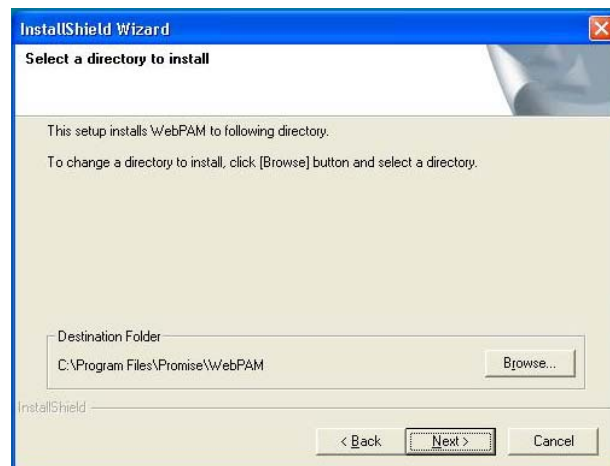 InstallShield Wizard
Select a directory to install
This setup installs WebPAM to following directory.
To change a directory to install, click [Browse] button and select a directory.
Destination Folder
C:\Program Files\Promise\WebPAM
Browse...
InstallShield
< Back
Next >
Cancel